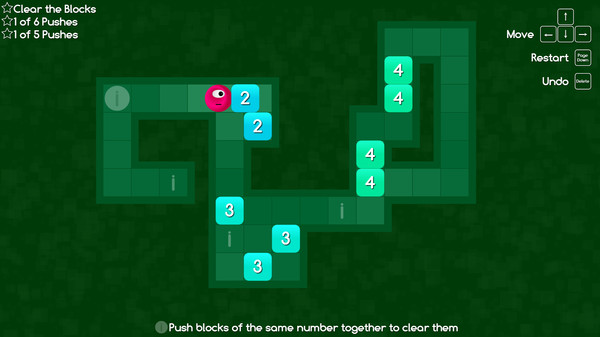 Clear the Blocks
1 of 6 Pushes
1 of 5 Pushes
Move
Restart
Page Down
Undo
Delete
4
i
2
4
2
4
i
4
3
i
i
3
3
i Push blocks of the same number together to clear them